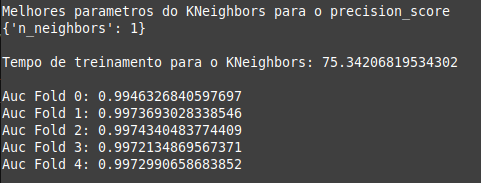 Melhores parametros do KNeighbors para o precision_score
{'n_neighbors': 1}
Tempo de treinamento para o KNeighbors: 75.34206819534302
Auc Fold 0: 0.9946326840597697
Auc Fold 1: 0.9973693028338546
Auc Fold 2: 0.9974340483774409
Auc Fold 3: 0.9972134869567371
Auc Fold 4: 0.9972990658683852